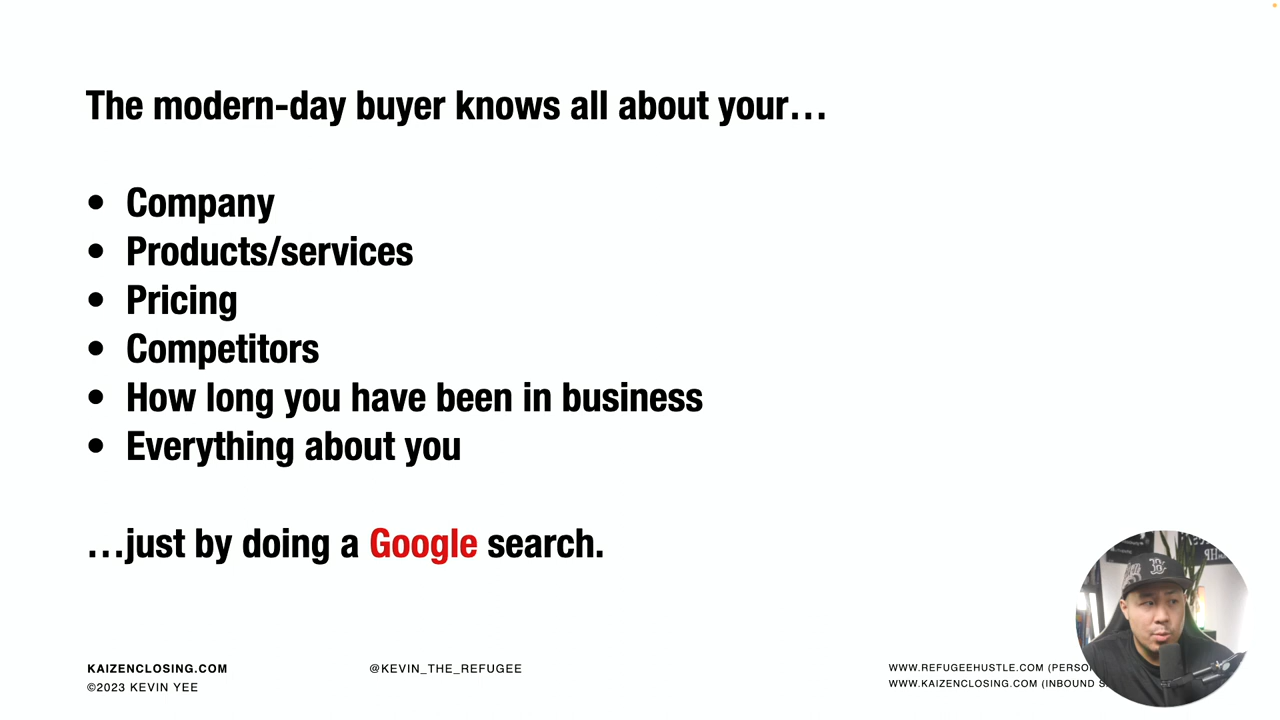 The modern-day buyer knows all about your...
• Company
• Products/services
• Pricing
• Competitors
• How long you have been in business
• Everything about you
...just by doing a Google search.
KAIZENCLOSING.COM
©2023 KEVIN YEE
@KEVIN_THE_REFUGEE
WWW.REFUGEEHUSTLE.COM
WWW.KAIZENCLOSING.COM (INBOUND